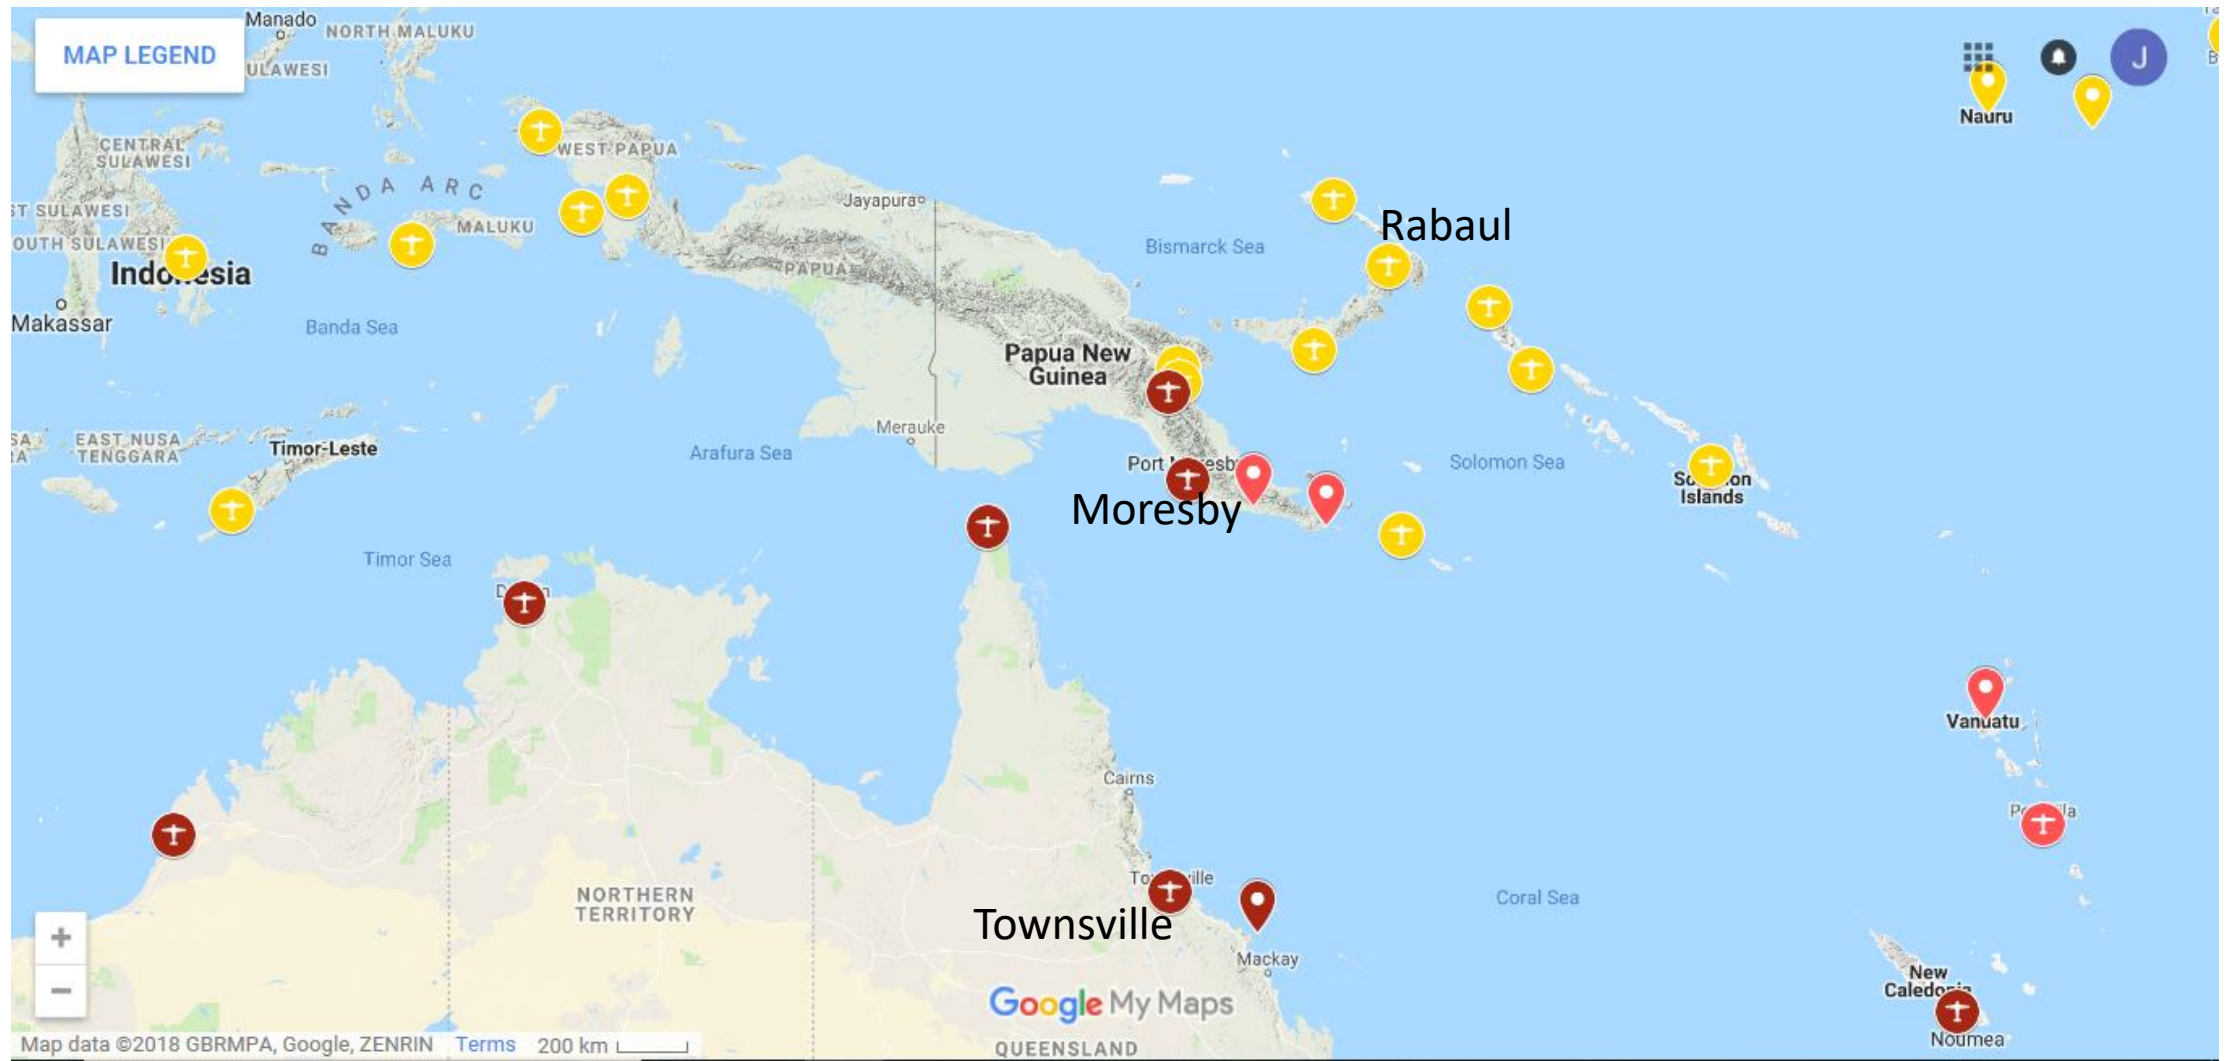 Manado
NORTH MALUKU
MAP LEGEND
ULAWESI
J
Nauru
CENTRAL
SULAWESI
WEST PAPUA
BANDA ARC
ST SULAWESI
MALUKU
Jayapura
Rabaul
OUTH SULAWESI
Bismarck Sea
PAPUA
Makassar
Banda Sea
Papua New
Guinea
EAST NUSA
TENGGARA
Timor-Leste
Merauke
Arafura Sea
Solomon Sea
Port
Moresby
Islands
Timor Sea
Vanuatu
Cairns
NORTHERN
TERRITORY
Coral Sea
Townsville
Mackay
New
Google My Maps
Noumea
Map data ©2018 GBRMPA, Google, ZENRIN Terms 200 km
QUEENSLAND